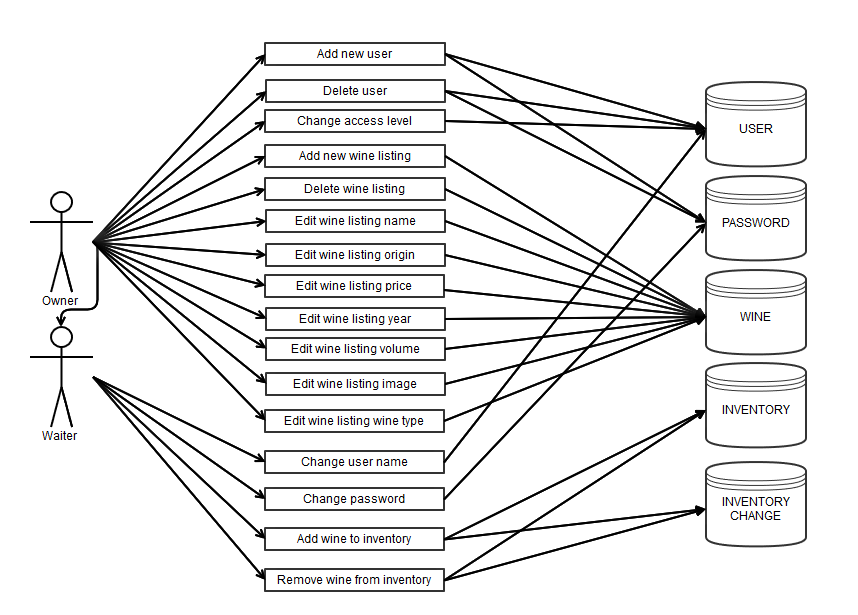 Add new user
Delete user
Change access level
Add new wine listing
Delete wine listing
Edit wine listing name
Edit wine listing origin
Edit wine listing price
Edit wine listing year
Edit wine listing volume
Edit wine listing image
Edit wine listing wine type
Change user name
Change password
Add wine to inventory
Remove wine from inventory
Owner
Waiter
USER
PASSWORD
WINE
INVENTORY
INVENTORY
CHANGE